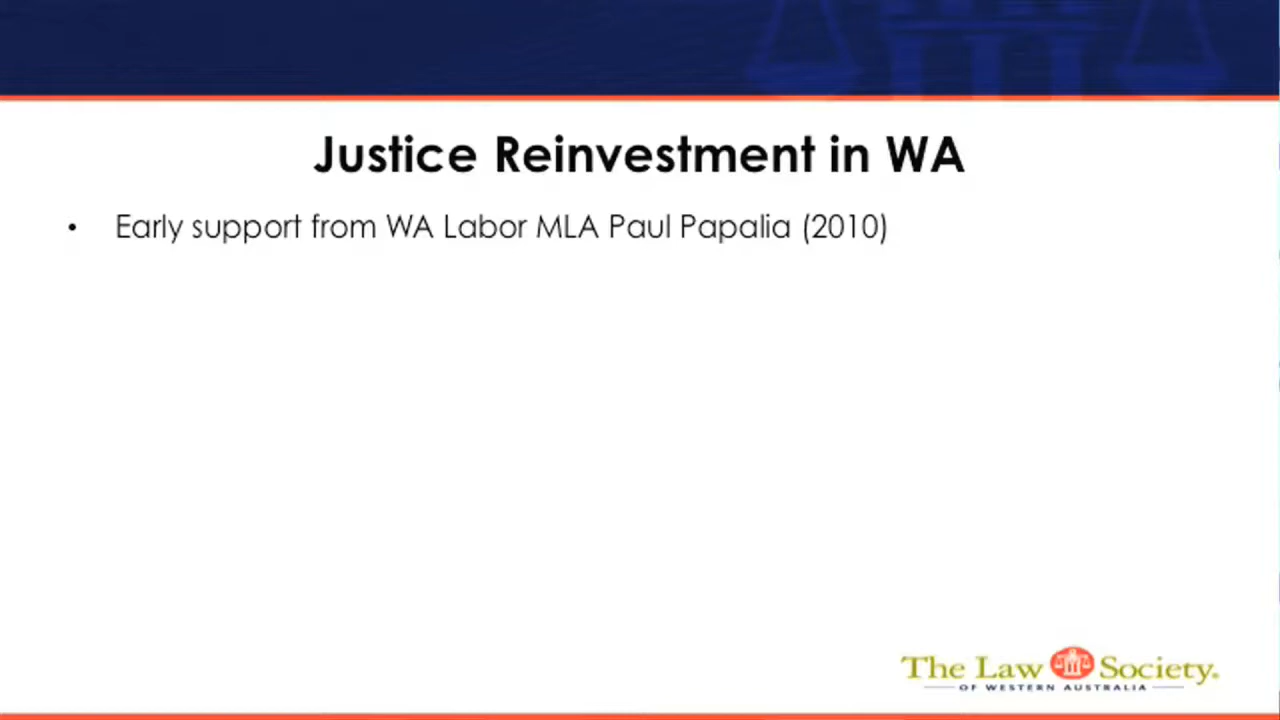 Justice Reinvestment in WA
• Early support from WA Labor MLA Paul Papalia (2010)
The Law Society.
OF WESTERN AUSTRALIA